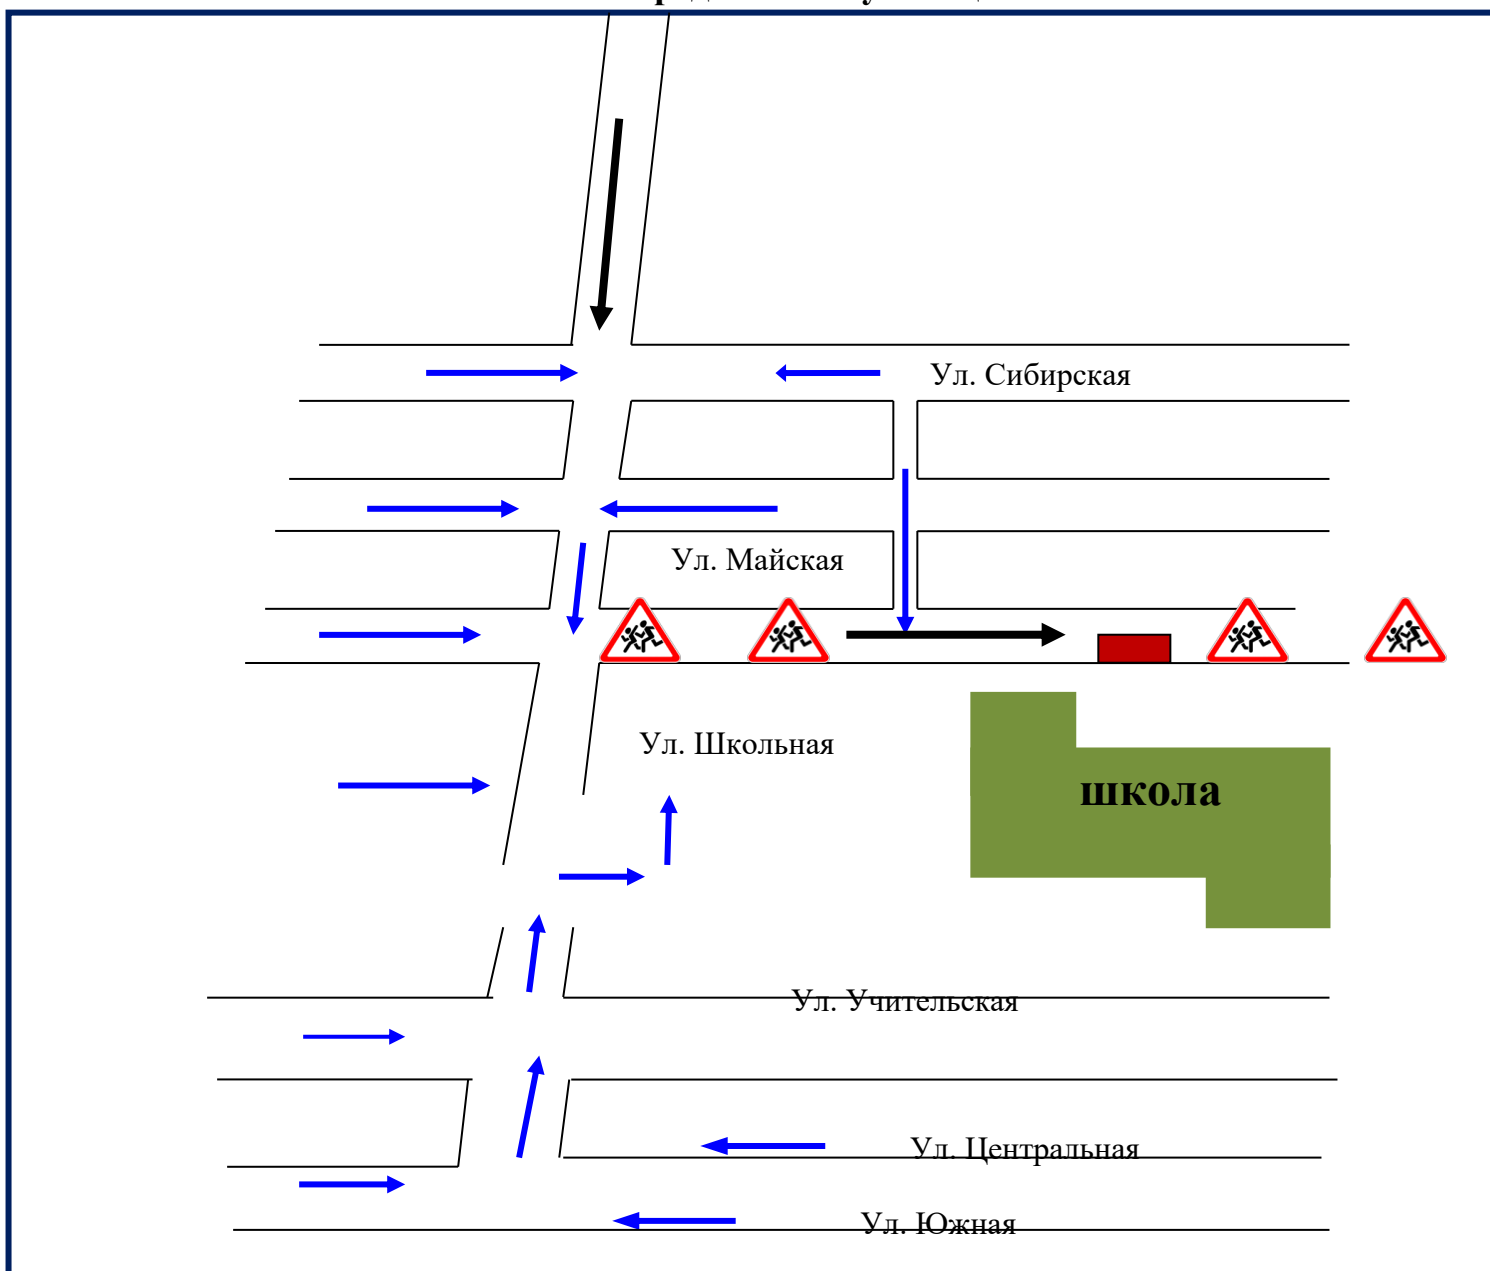 Ул. Сибирская
Ул. Майская
Ул. Школьная
школа
Ул. Учительская
Ул. Центральная
Ул. Южная